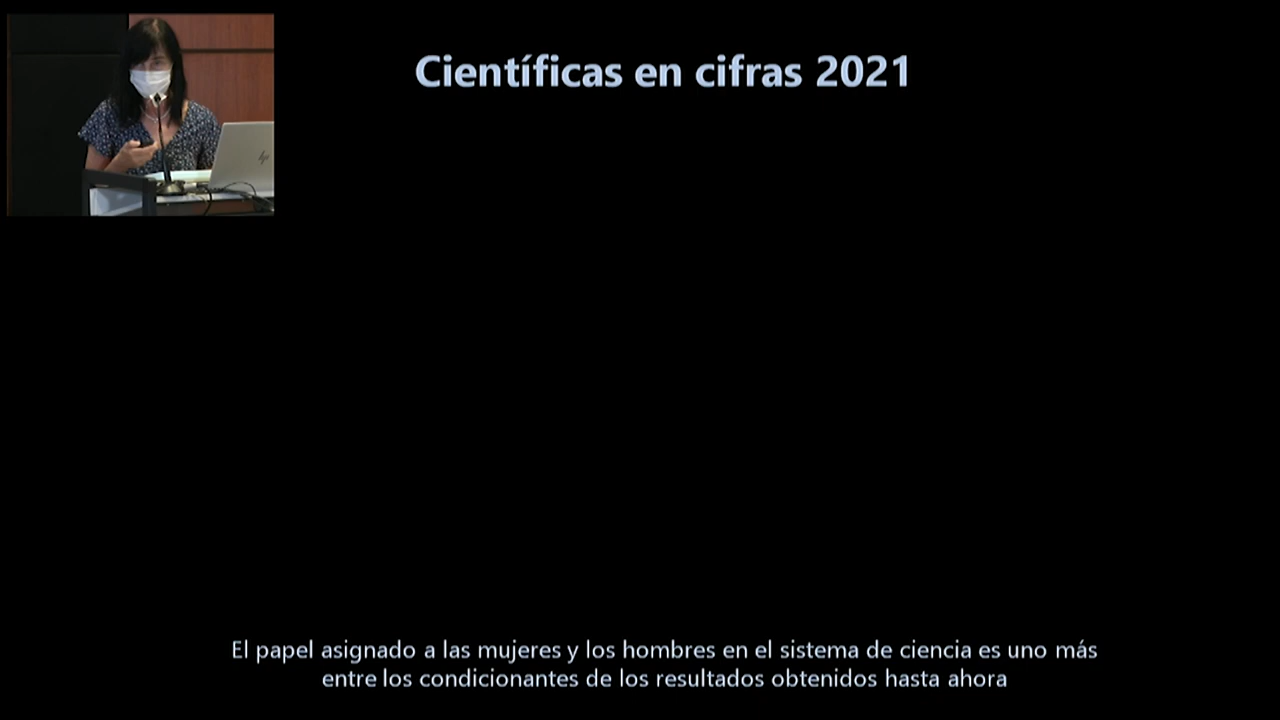 Científicas en cifras 2021
hp
El papel asignado a las mujeres y los hombres en el sistema de ciencia es uno más
entre los condicionantes de los resultados obtenidos hasta ahora